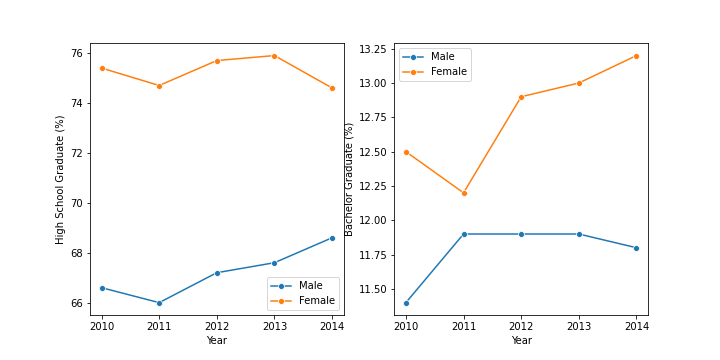 High School Graduate (%)
76
74
72
70
68
66
2010 2011 2012 2013 2014
Year
Male
Female
Bachelor Graduate (%)
13.25
13.00
12.75
12.50
12.25
12.00
11.75
11.50
2010 2011 2012 2013 2014
Year
Male
Female